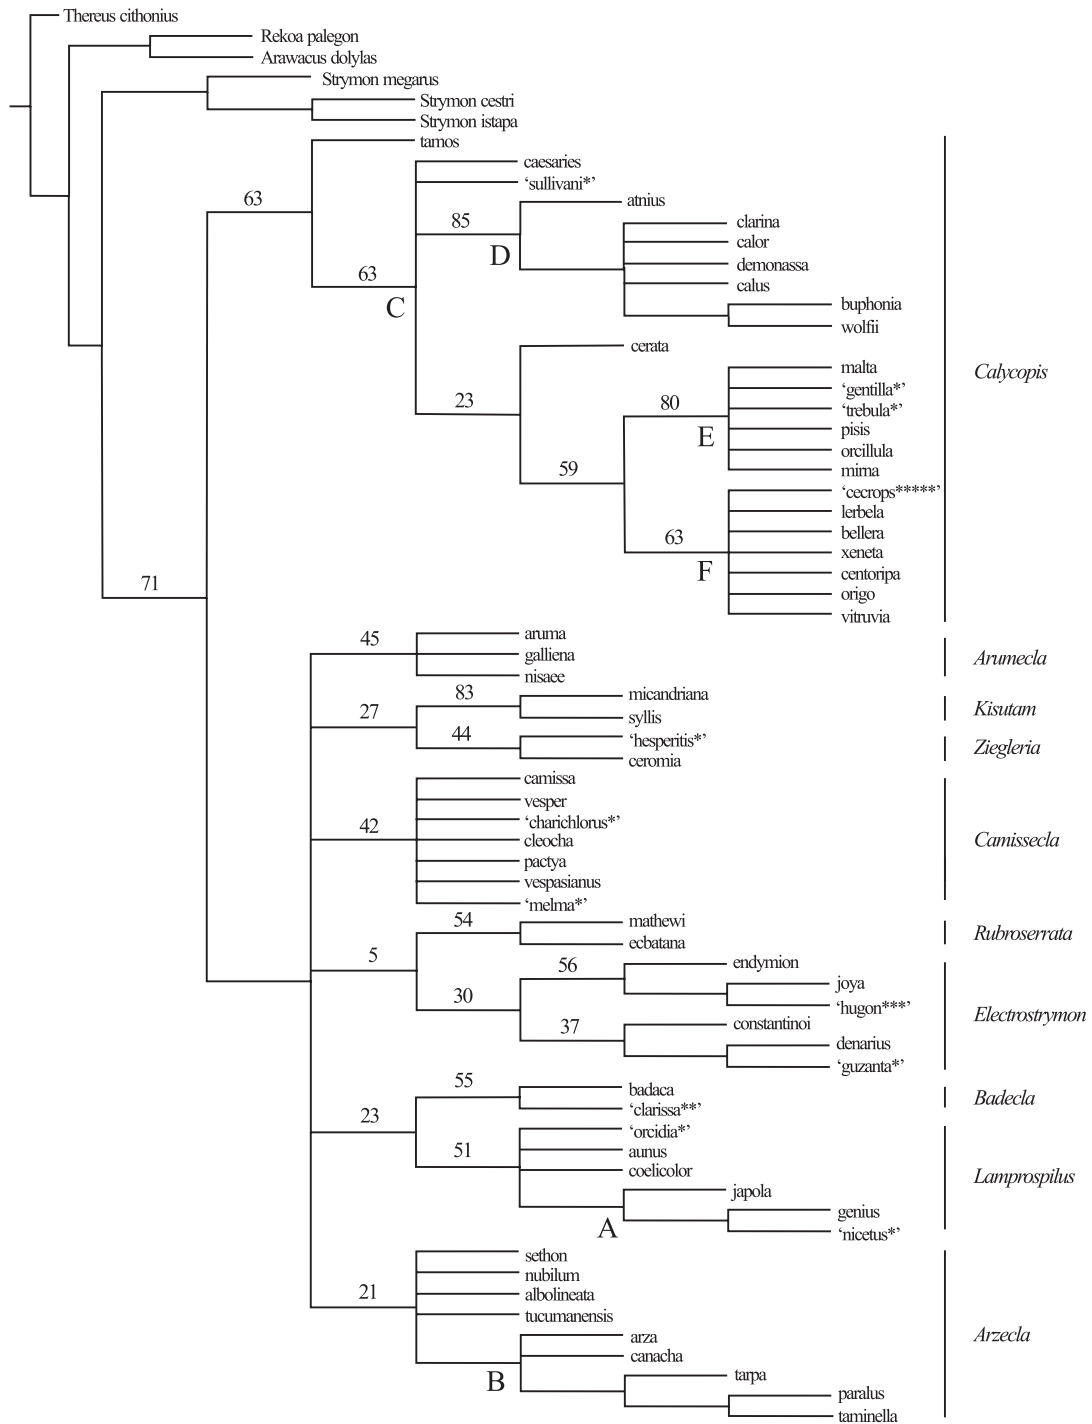 Thereus cithonius
Rekoa palegon
Arawacus dolylas
Strymon megarus
Strymon cestri
Strymon istapa
tamos
caesaries
‘sullivani*’
63
atnius
85
clarina
D
calor
63
demonassa
C
calus
buphonia
wolfii
cerata
malta
Calycopis
‘gentilla*’
23
80
‘trebula*’
E
pisis
orcillula
59
mima
‘cecrops*****’
lerbela
bellera
63
xeneta
F
centoripa
71
origo
vitruvia
45
aruma
galliena
Arumecla
nisaee
83
micandriana
27
syllis
Kisutam
44
‘hesperitis*’
Ziegleria
ceromia
camissa
vesper
42
‘charichlorus*’
cleocha
Camissecla
pactya
vespasianus
‘melma*’
54
mathewi
Rubroserrata
5
ecbatana
56
endymion
joya
30
‘hugon***’
Electrostrymon
37
constantinoi
denarius
‘guzanta*’
55
badaca
Badecla
23
‘clarissa**’
‘orcidia*’
51
aunus
coelicolor
Lamprospilus
japola
A
genius
‘nicetus*’
sethon
nubilum
21
albolineata
tucumanensis
arza
Arzecla
canacha
B
tarpa
paralus
taminella